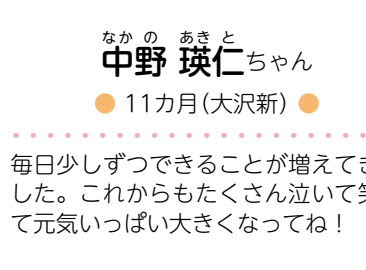 なか の あき と
中野 瑛仁ちゃん
● 11カ月(大沢新) ●
毎日少しずつできることが増えてき
した。これからもたくさん泣いて笑
て元気いっぱい大きくなってね！